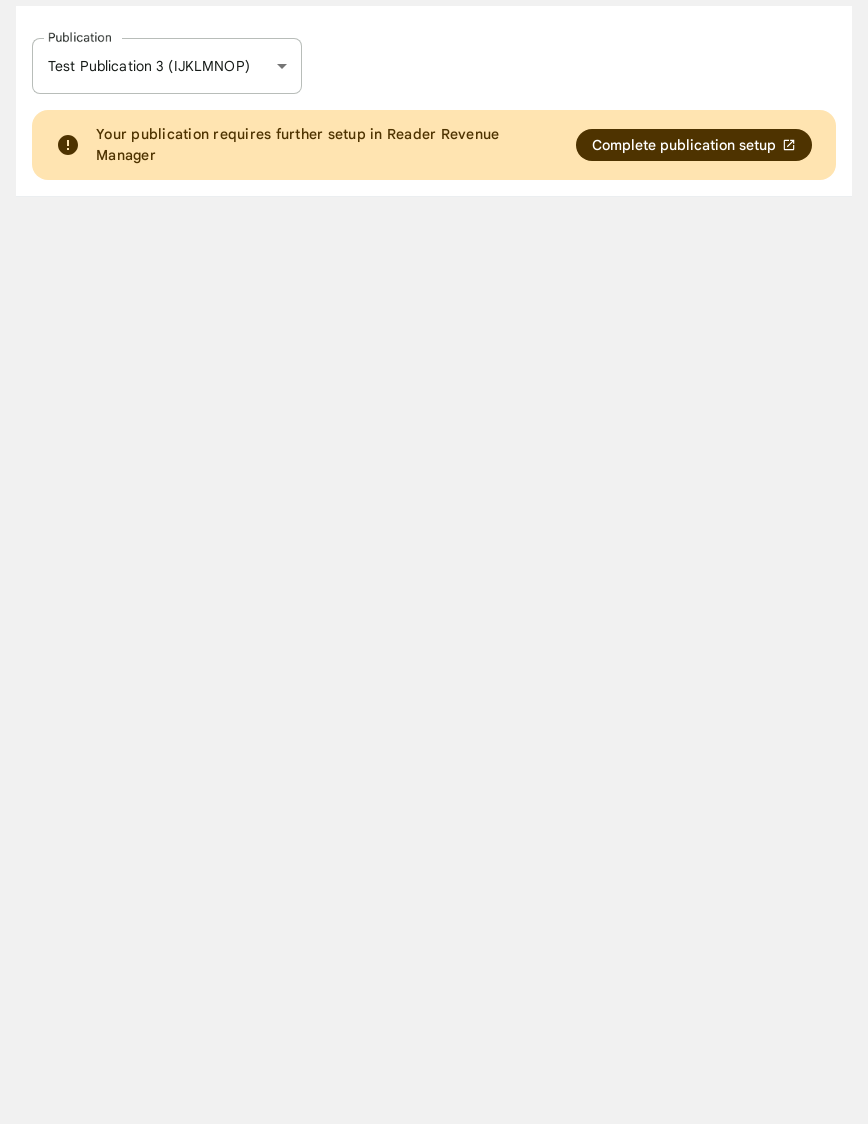 Publication
Test Publication 3 (IJKLMNOP)
Your publication requires further setup in Reader Revenue
Manager
Complete publication setup